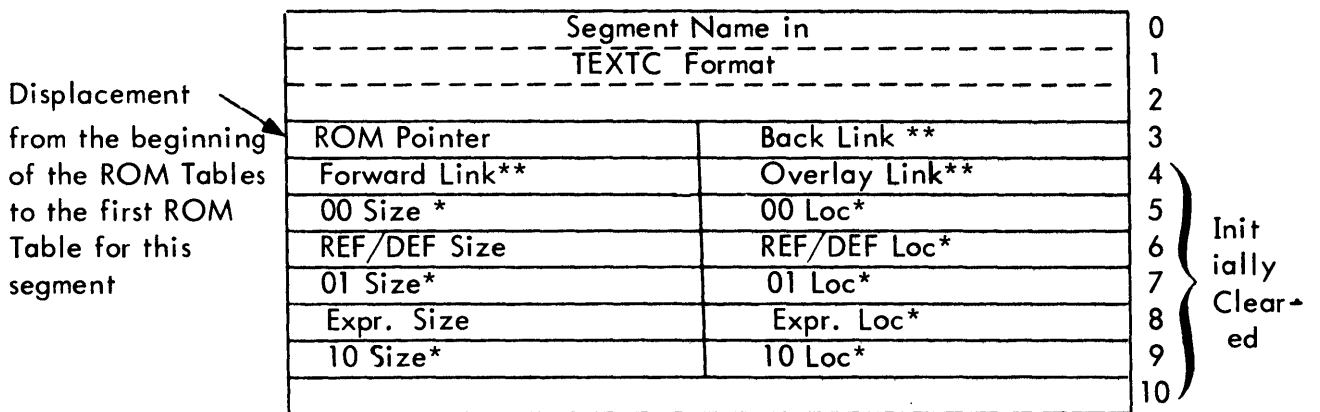 Segment Name in 0
TEXTC Format 1
2
Displacement
from the beginning
of the ROM Tables
to the first ROM
Table for this
segment
ROM Pointer Back Link ** 3
Forward Link** Overlay Link** 4
00 Size * 00 Loc* 5
REF/DEF Size REF/DEF Loc* 6
01 Size* 01 Loc* 7
Expr. Size Expr. Loc* 8
10 Size* 10 Loc* 9
10
Init
ially
Clear-
ed